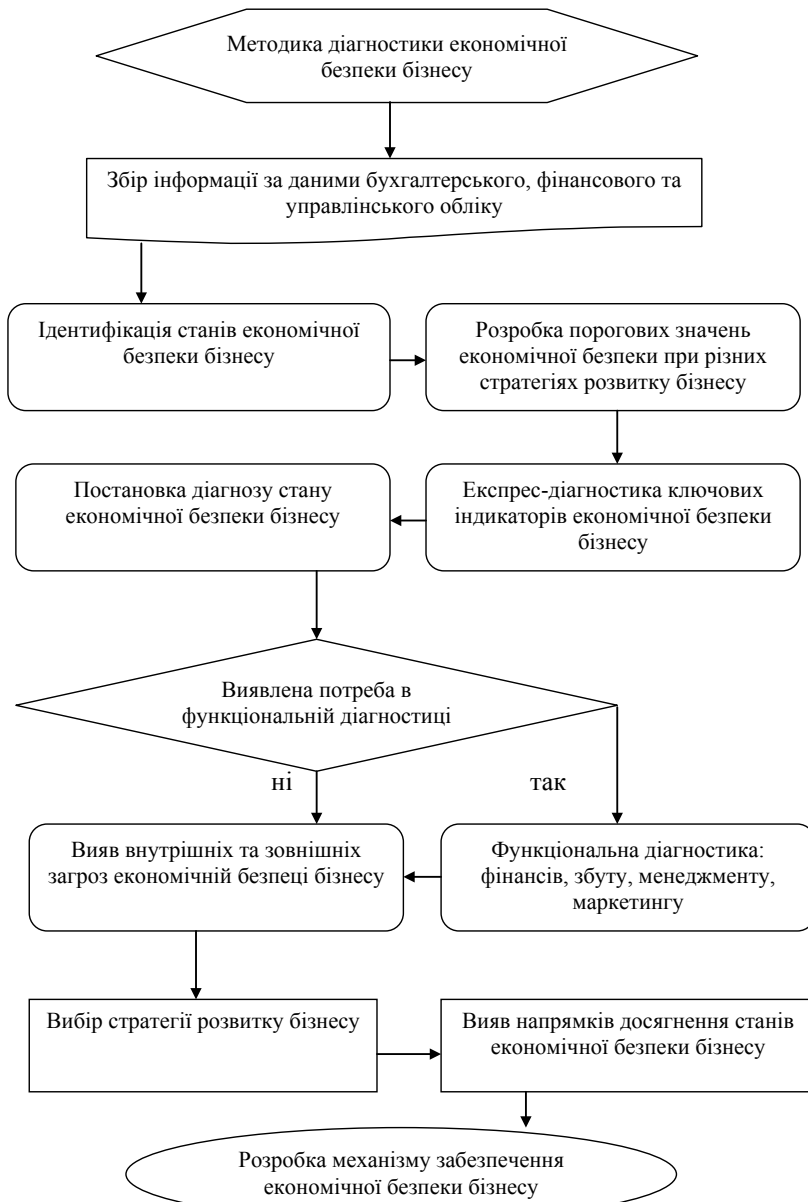 Методика діагностики економічної
безпеки бізнесу
Збір інформації за даними бухгалтерського, фінансового та
управлінського обліку
Ідентифікація станів економічної
безпеки бізнесу
Розробка порогових значень
економічної безпеки при різних
стратегіях розвитку бізнесу
Експрес-діагностика ключових
індикаторів економічної безпеки
бізнесу
Постановка діагнозу стану
економічної безпеки бізнесу
Виявлена потреба в
функціональній діагностиці
ні
так
Функціональна діагностика:
фінансів, збуту, менеджменту,
маркетингу
Вияв внутрішніх та зовнішніх
загроз економічній безпеці бізнесу
Вибір стратегії розвитку бізнесу
Вияв напрямків досягнення станів
економічної безпеки бізнесу
Розробка механізму забезпечення
економічної безпеки бізнесу